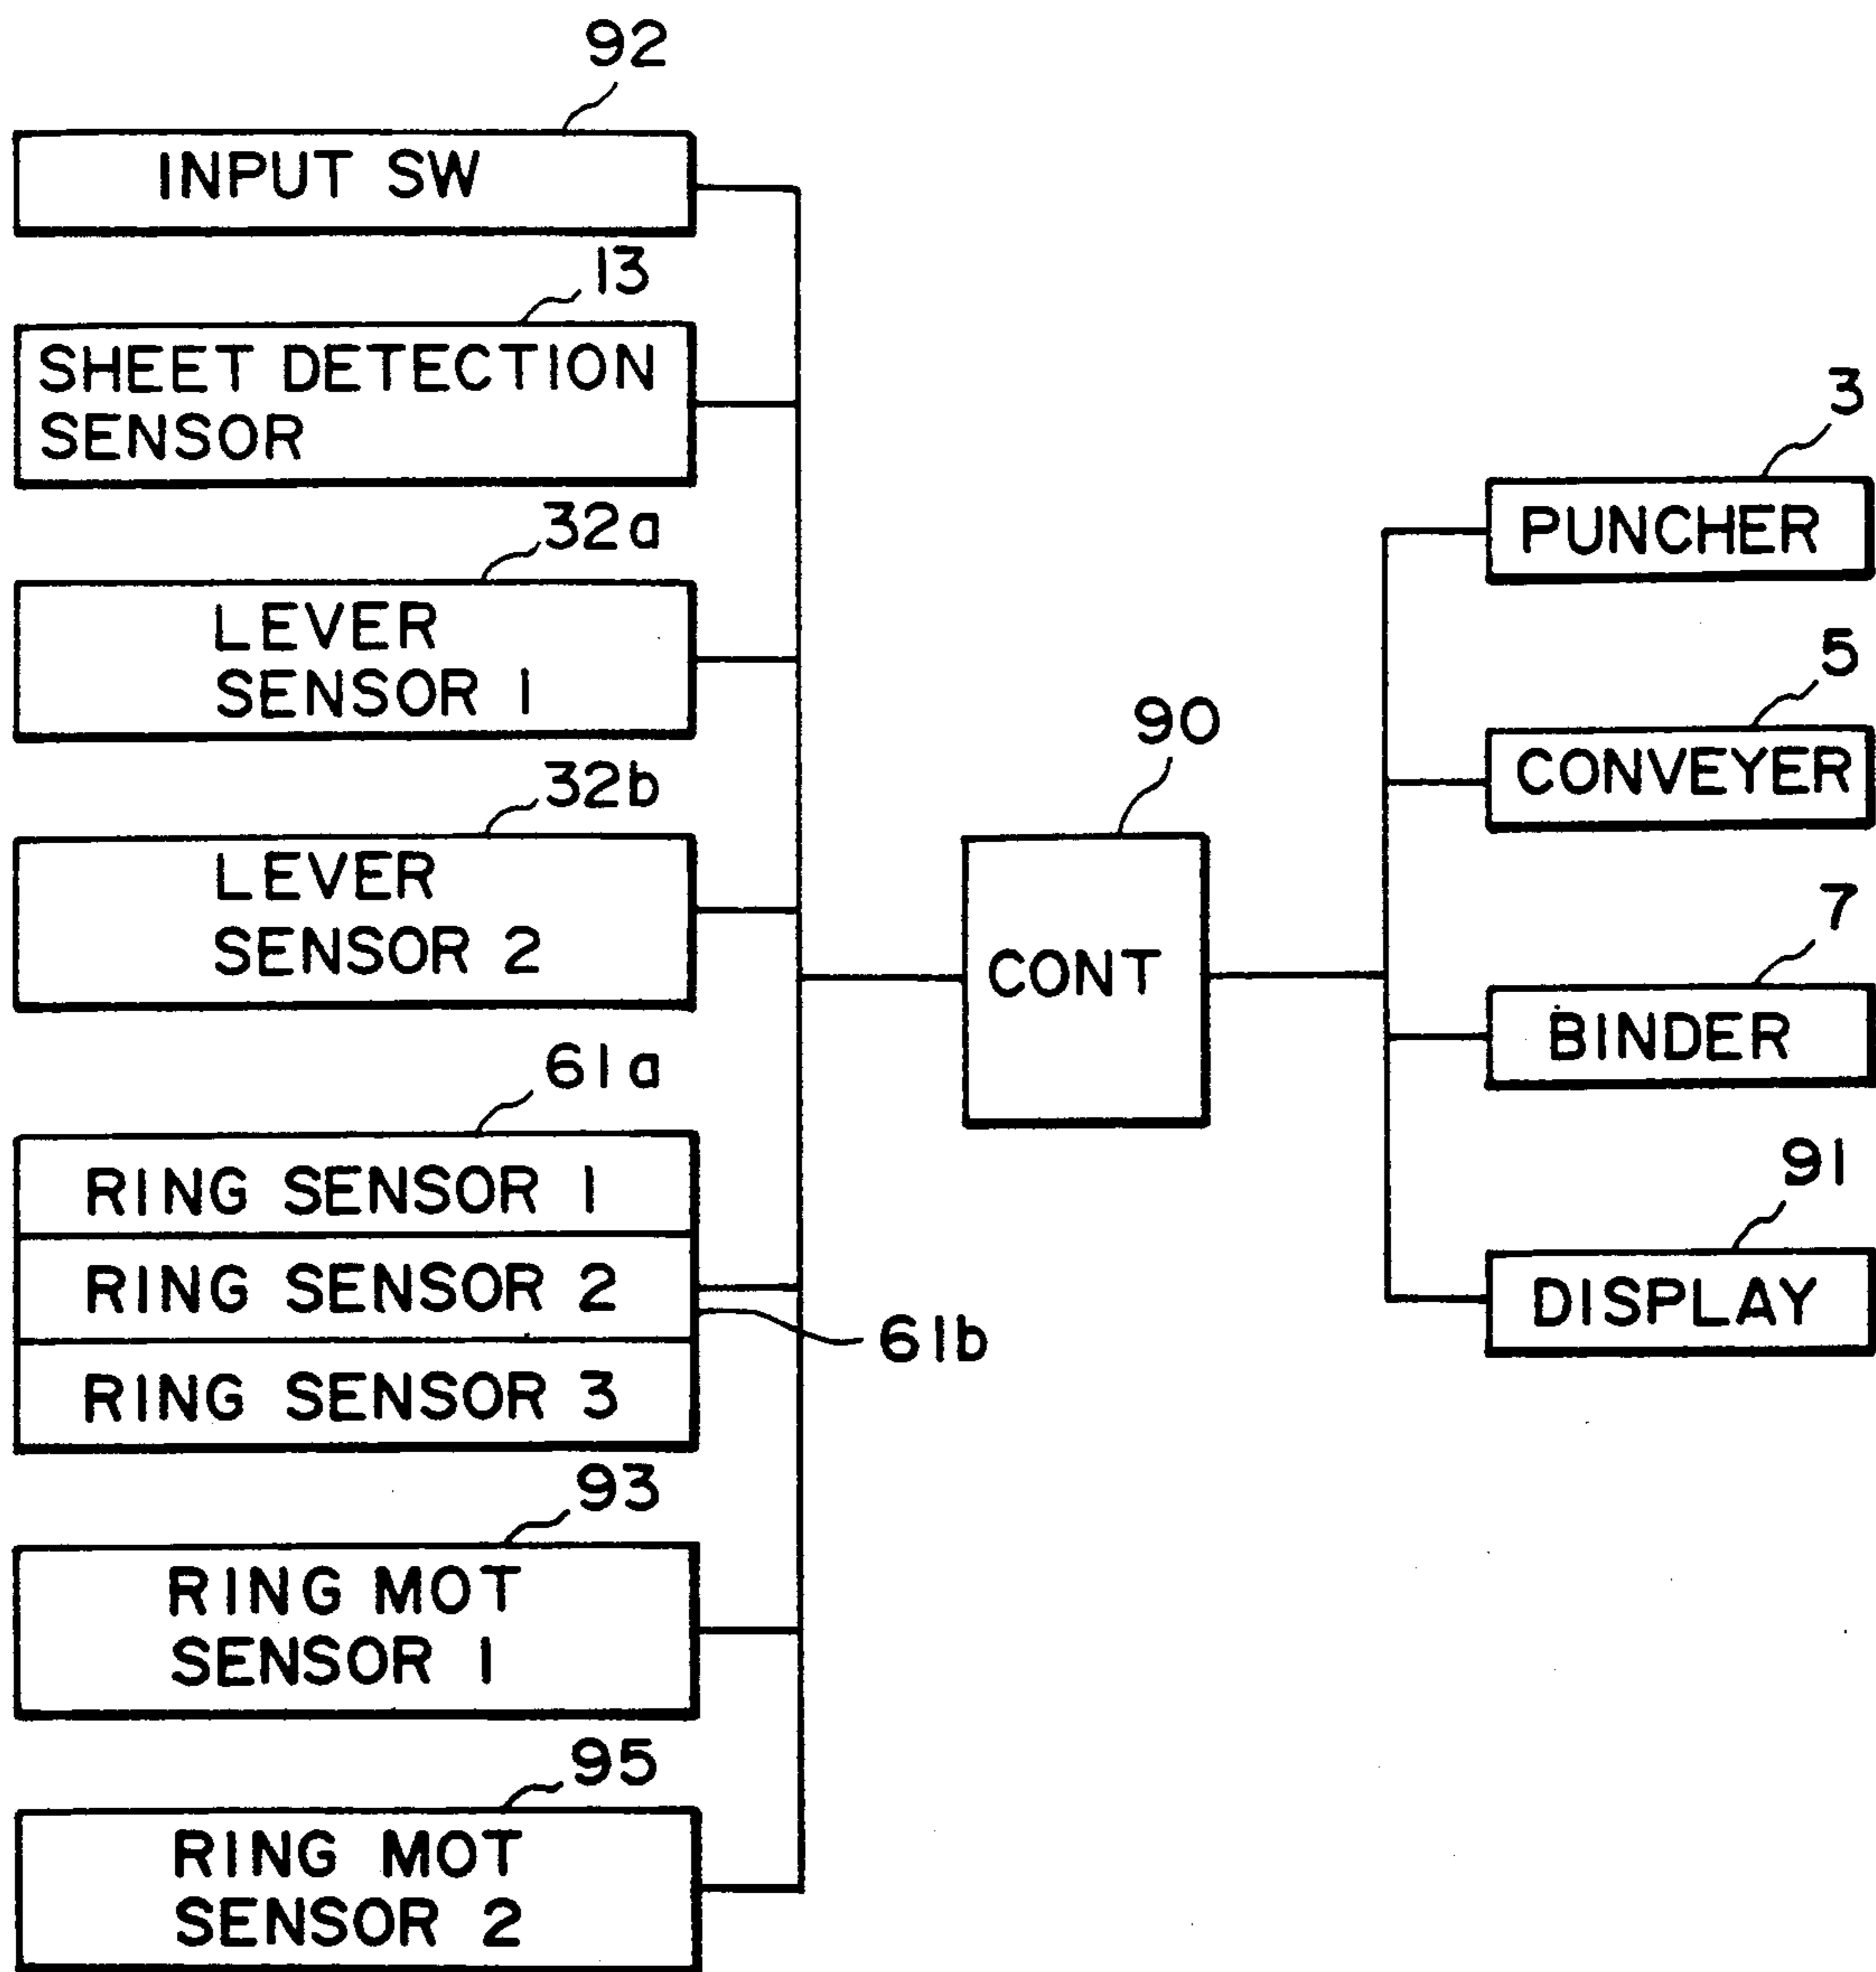 92
INPUT SW
13
SHEET DETECTION
SENSOR
32a
LEVER
SENSOR 1
32b
LEVER
SENSOR 2
61a
RING SENSOR 1
RING SENSOR 2
61b
RING SENSOR 3
93
RING MOT
SENSOR 1
95
RING MOT
SENSOR 2
90
CONT
3
PUNCHER
5
CONVEYER
7
BINDER
91
DISPLAY